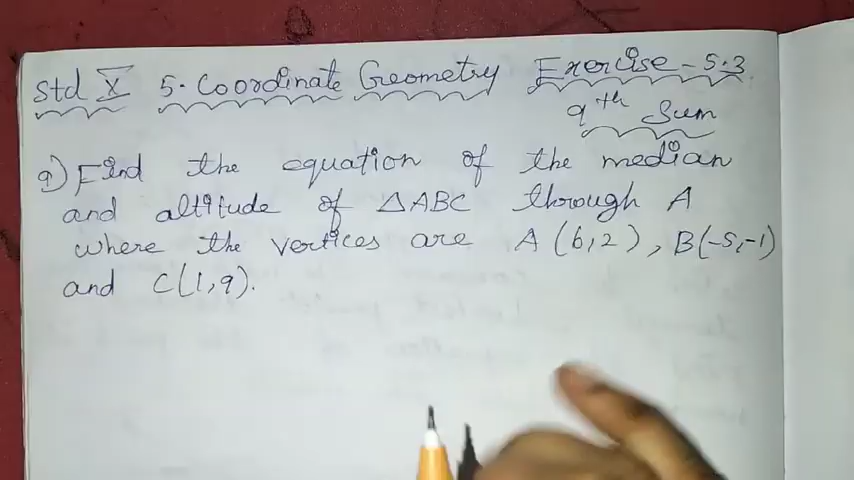 Std X 5. Coordinate Geometry Exercise - 5.3
9th Sum
9) Find the equation of the median
and altitude of △ABC through A
where the vertices are A (6,2), B(-5,-1)
and C(1,9).